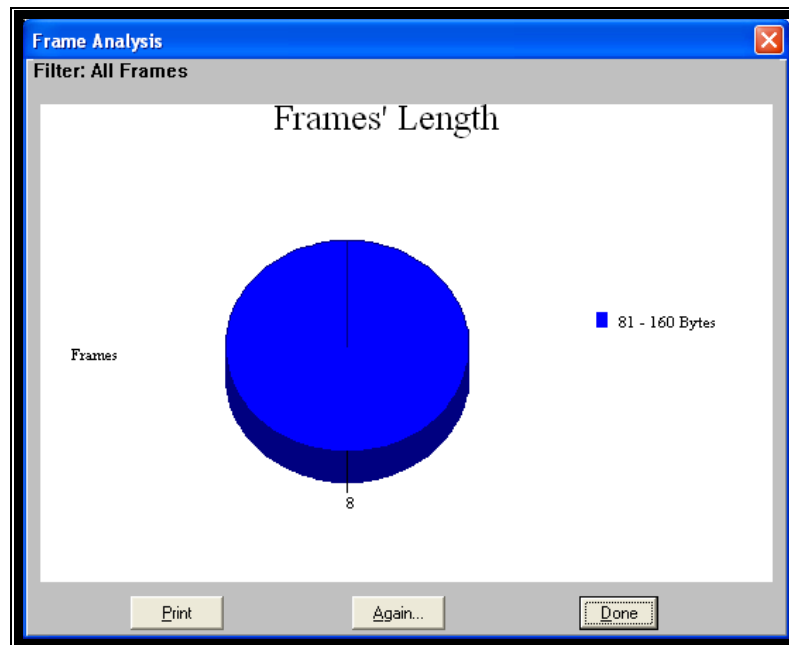 Frame Analysis
Filter: All Frames
Frames' Length
81 - 160 Bytes
Frames
8
Print
Again...
Done